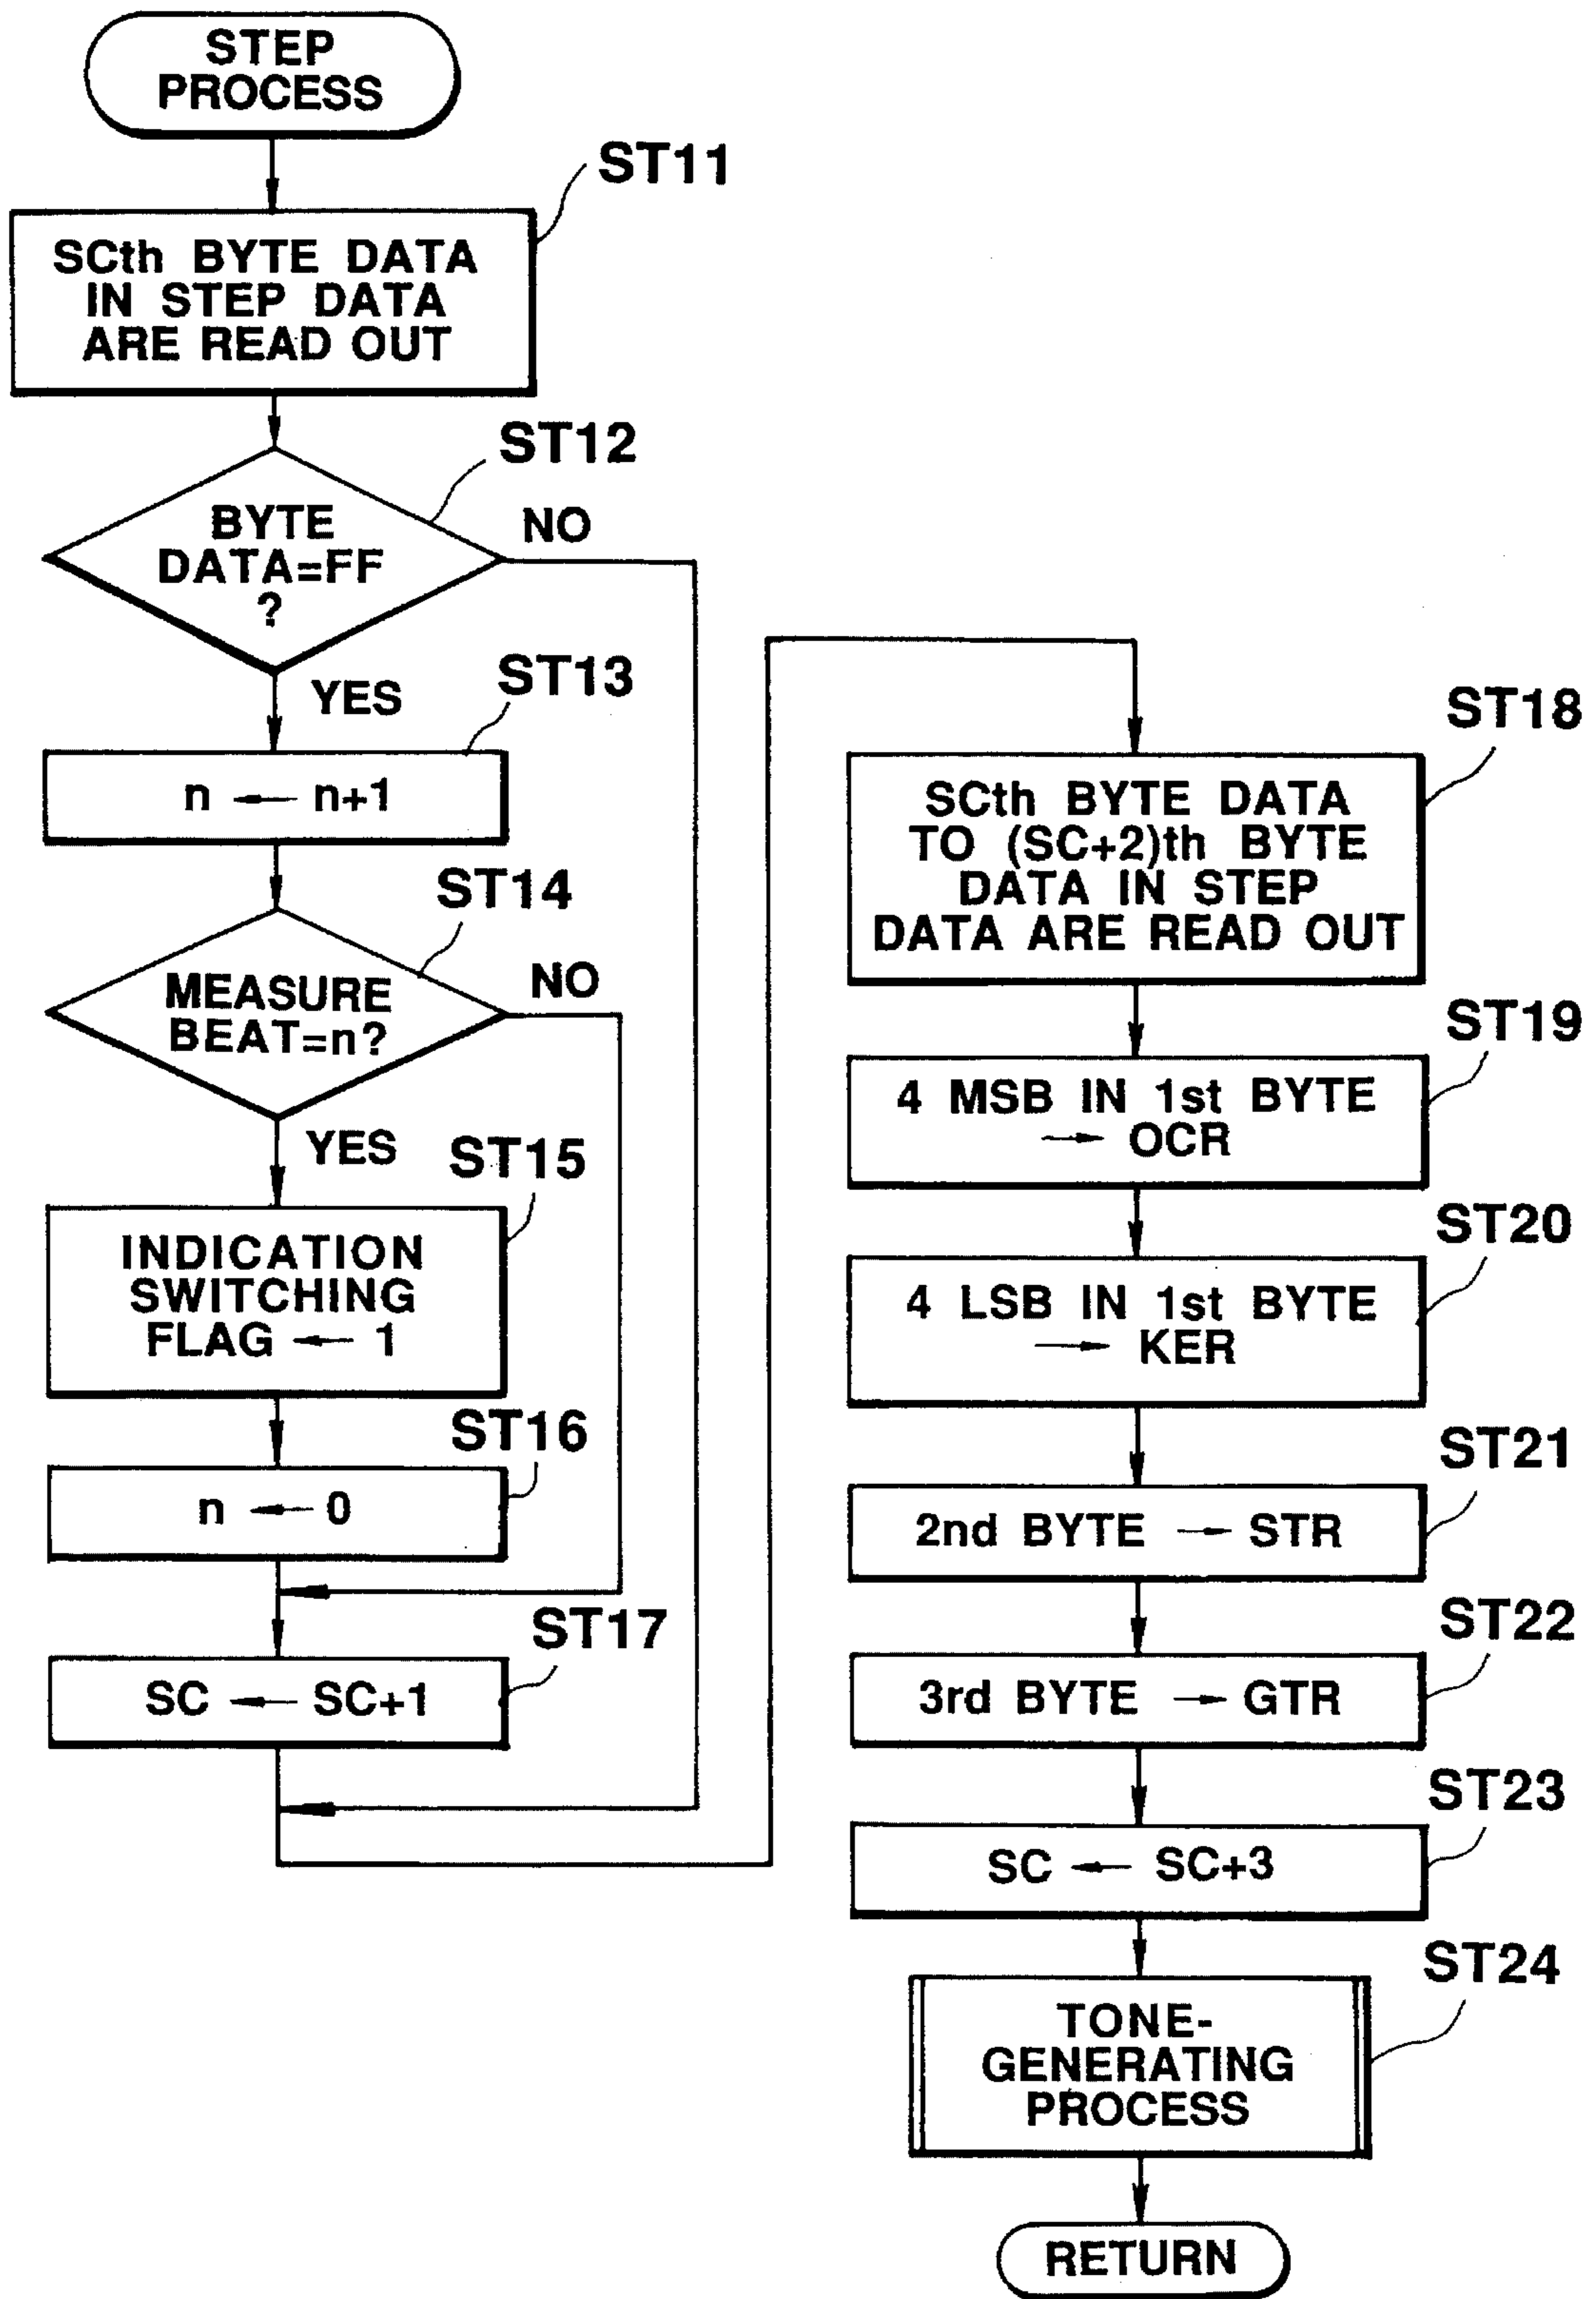 STEP
PROCESS
ST11
SCth BYTE DATA
IN STEP DATA
ARE READ OUT
ST12
BYTE
DATA=FF
?
NO
YES
ST13
n ← n+1
ST14
MEASURE
BEAT=n?
NO
YES
ST15
INDICATION
SWITCHING
FLAG ← 1
ST16
n ← 0
ST17
SC ← SC+1
ST18
SCth BYTE DATA
TO (SC+2)th BYTE
DATA IN STEP
DATA ARE READ OUT
ST19
4 MSB IN 1st BYTE
→ OCR
ST20
4 LSB IN 1st BYTE
→ KER
ST21
2nd BYTE → STR
ST22
3rd BYTE → GTR
ST23
SC ← SC+3
ST24
TONE-
GENERATING
PROCESS
RETURN